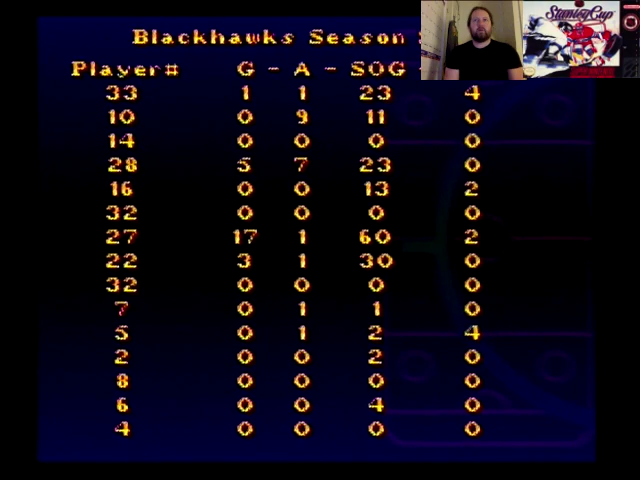 Blackhawks Season S
Player# G - A - SOG -
33 1 1 23 4
10 0 9 11 0
14 0 0 0 0
28 5 7 23 0
16 0 0 13 2
32 0 0 0 0
27 17 1 60 2
22 3 1 30 0
32 0 0 0 0
7 0 1 1 0
5 0 1 2 4
2 0 0 2 0
8 0 0 0 0
6 0 0 4 0
4 0 0 0 0
Stanley Cup